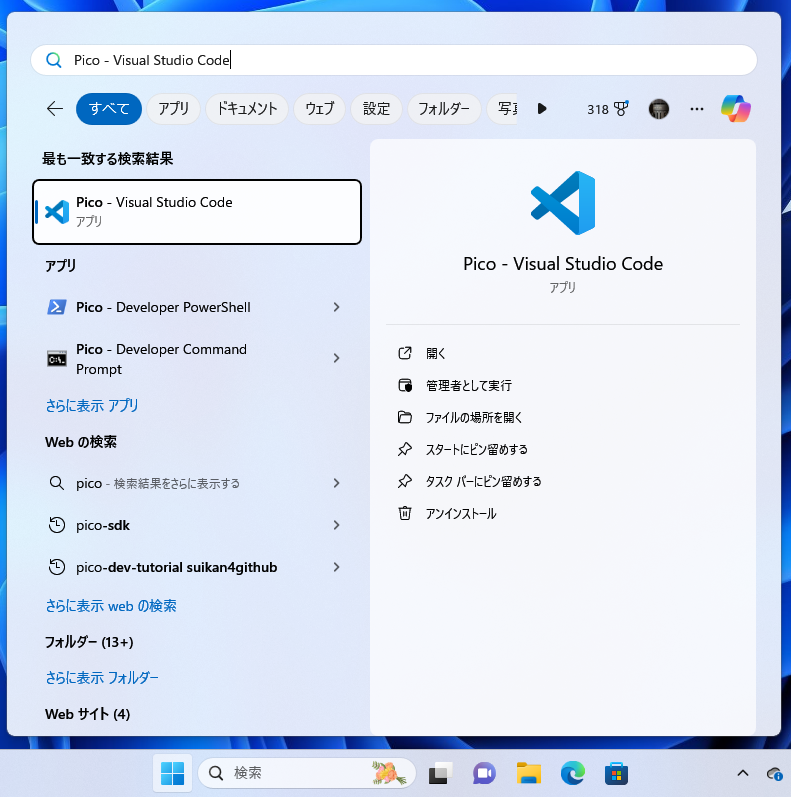 Pico - Visual Studio Code
すべて アプリ ドキュメント ウェブ 設定 フォルダー 写真 318
最も一致する検索結果
Pico - Visual Studio Code
アプリ
アプリ
Pico - Developer PowerShell
Pico - Developer Command
Prompt
さらに表示 アプリ
Web の検索
pico - 検索結果をさらに表示する
pico-sdk
pico-dev-tutorial suikan4github
さらに表示 web の検索
フォルダー (13+)
さらに表示 フォルダー
Web サイト (4)
Pico - Visual Studio Code
アプリ
開く
管理者として実行
ファイルの場所を開く
スタートにピン留めする
タスク バーにピン留めする
アンインストール
検索